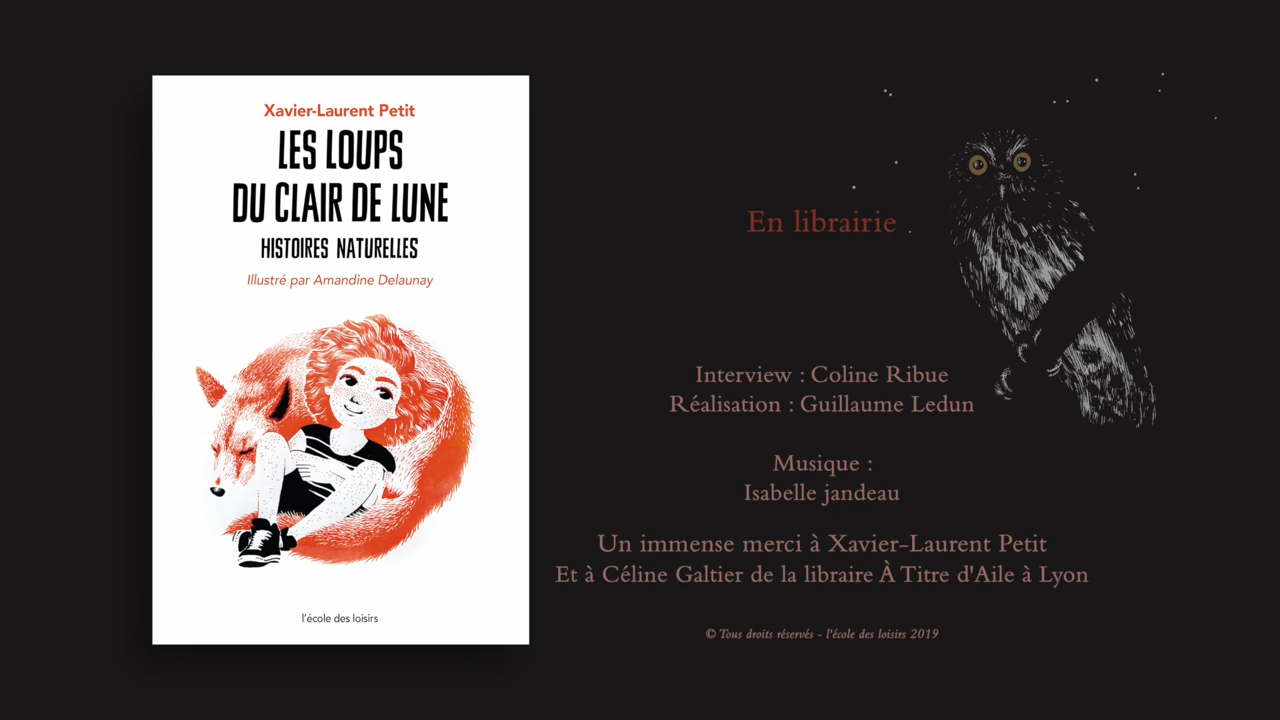 Xavier-Laurent Petit
LES LOUPS
DU CLAIR DE LUNE
HISTOIRES NATURELLES
Illustré par Amandine Delaunay
l'école des loisirs
En librairie
Interview : Coline Ribue
Réalisation : Guillaume Ledun
Musique :
Isabelle jandeau
Un immense merci à Xavier-Laurent Petit
Et à Céline Galtier de la libraire À Titre d'Aile à Lyon
© Tous droits réservés - l'école des loisirs 2019